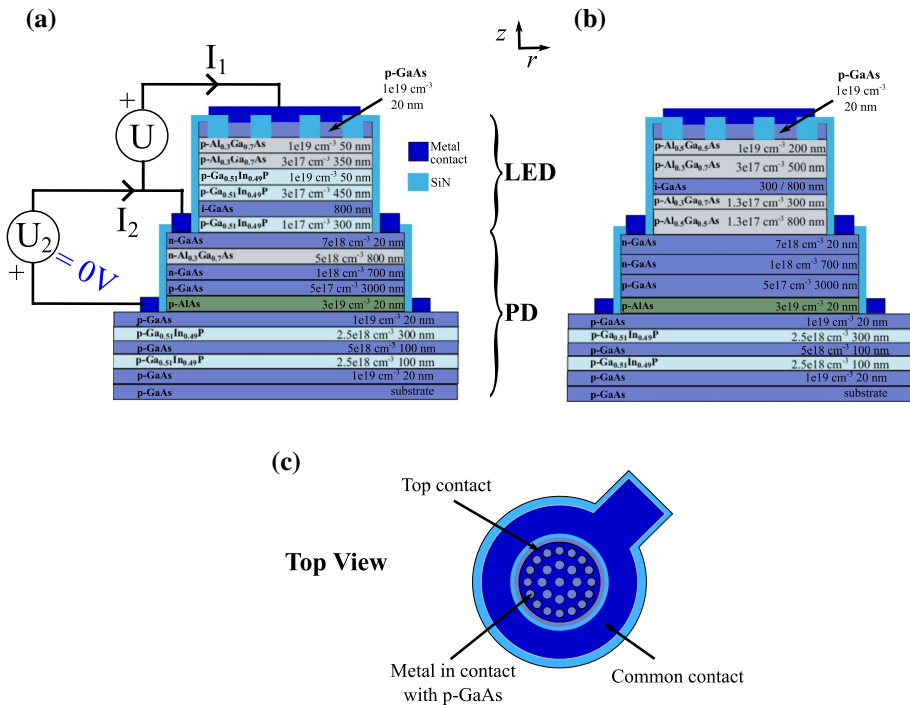 (a)
I₁
+
U
I₂
U₂
+
= 0V
z
r
p-GaAs
1e19 cm⁻³
20 nm
p-Al₀.₃Ga₀.₇As 1e19 cm⁻³ 50 nm
p-Al₀.₃Ga₀.₇As 3e17 cm⁻³ 350 nm
p-Ga₀.₅₁In₀.₄₉P 1e19 cm⁻³ 50 nm
p-Ga₀.₅₁In₀.₄₉P 3e17 cm⁻³ 450 nm
i-GaAs 800 nm
p-Ga₀.₅₁In₀.₄₉P 1e17 cm⁻³ 300 nm
n-GaAs 7e18 cm⁻³ 20 nm
n-Al₀.₃Ga₀.₇As 5e18 cm⁻³ 800 nm
n-GaAs 1e18 cm⁻³ 700 nm
p-GaAs 5e17 cm⁻³ 3000 nm
p-AlAs 3e19 cm⁻³ 20 nm
p-GaAs 1e19 cm⁻³ 20 nm
p-Ga₀.₅₁In₀.₄₉P 2.5e18 cm⁻³ 300 nm
p-GaAs 5e18 cm⁻³ 100 nm
p-Ga₀.₅₁In₀.₄₉P 2.5e18 cm⁻³ 100 nm
p-GaAs 1e19 cm⁻³ 20 nm
p-GaAs substrate
Metal
contact
SiN
LED
PD
(b)
p-GaAs
1e19 cm⁻³
20 nm
p-Al₀.₅Ga₀.₅As 1e19 cm⁻³ 200 nm
p-Al₀.₃Ga₀.₇As 3e17 cm⁻³ 500 nm
i-GaAs 300 / 800 nm
p-Al₀.₃Ga₀.₇As 1.3e17 cm⁻³ 300 nm
p-Al₀.₅Ga₀.₅As 1.3e17 cm⁻³ 800 nm
n-GaAs 7e18 cm⁻³ 20 nm
n-GaAs 1e18 cm⁻³ 700 nm
p-GaAs 5e17 cm⁻³ 3000 nm
p-AlAs 3e19 cm⁻³ 20 nm
p-GaAs 1e19 cm⁻³ 20 nm
p-Ga₀.₅₁In₀.₄₉P 2.5e18 cm⁻³ 300 nm
p-GaAs 5e18 cm⁻³ 100 nm
p-Ga₀.₅₁In₀.₄₉P 2.5e18 cm⁻³ 100 nm
p-GaAs 1e19 cm⁻³ 20 nm
p-GaAs substrate
(c)
Top View
Top contact
Metal in contact
with p-GaAs
Common contact